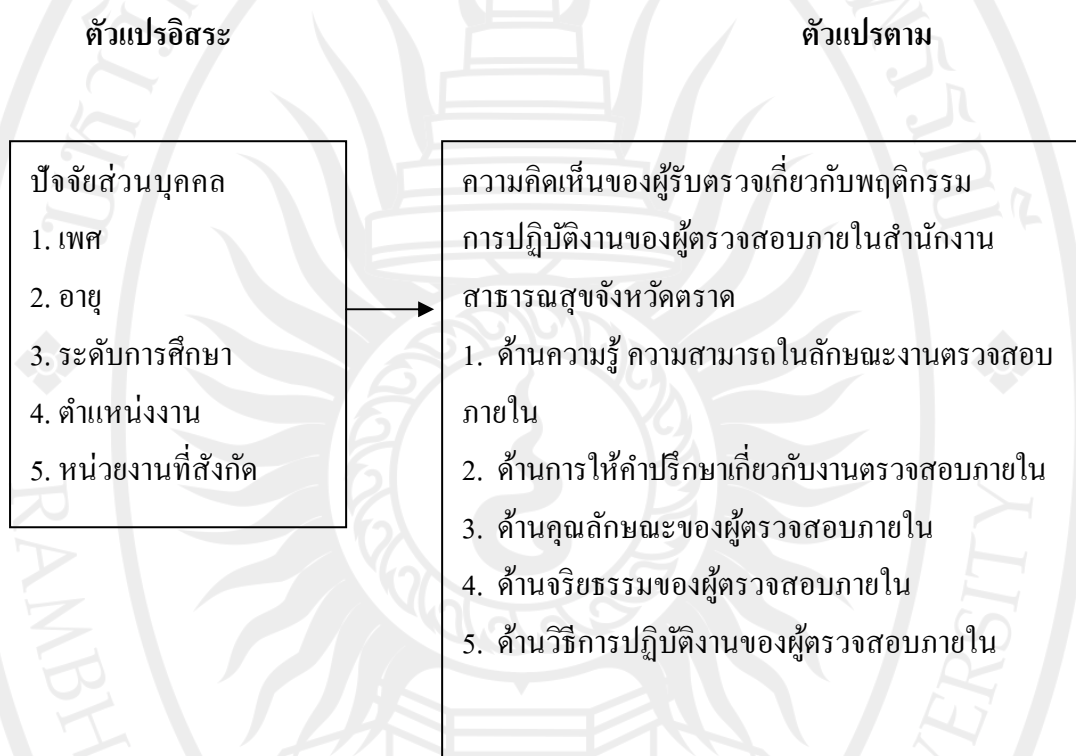 ตัวแปรอิสระ
ตัวแปรตาม
ปัจจัยส่วนบุคคล
1. เพศ
2. อายุ
3. ระดับการศึกษา
4. ตำแหน่งงาน
5. หน่วยงานที่สังกัด
ความคิดเห็นของผู้รับตรวจเกี่ยวกับพฤติกรรม
การปฏิบัติงานของผู้ตรวจสอบภายในสำนักงาน
สาธารณสุขจังหวัดตราด
1. ด้านความรู้ ความสามารถในลักษณะงานตรวจสอบ
ภายใน
2. ด้านการให้คำปรึกษาเกี่ยวกับงานตรวจสอบภายใน
3. ด้านคุณลักษณะของผู้ตรวจสอบภายใน
4. ด้านจริยธรรมของผู้ตรวจสอบภายใน
5. ด้านวิธีการปฏิบัติงานของผู้ตรวจสอบภายใน